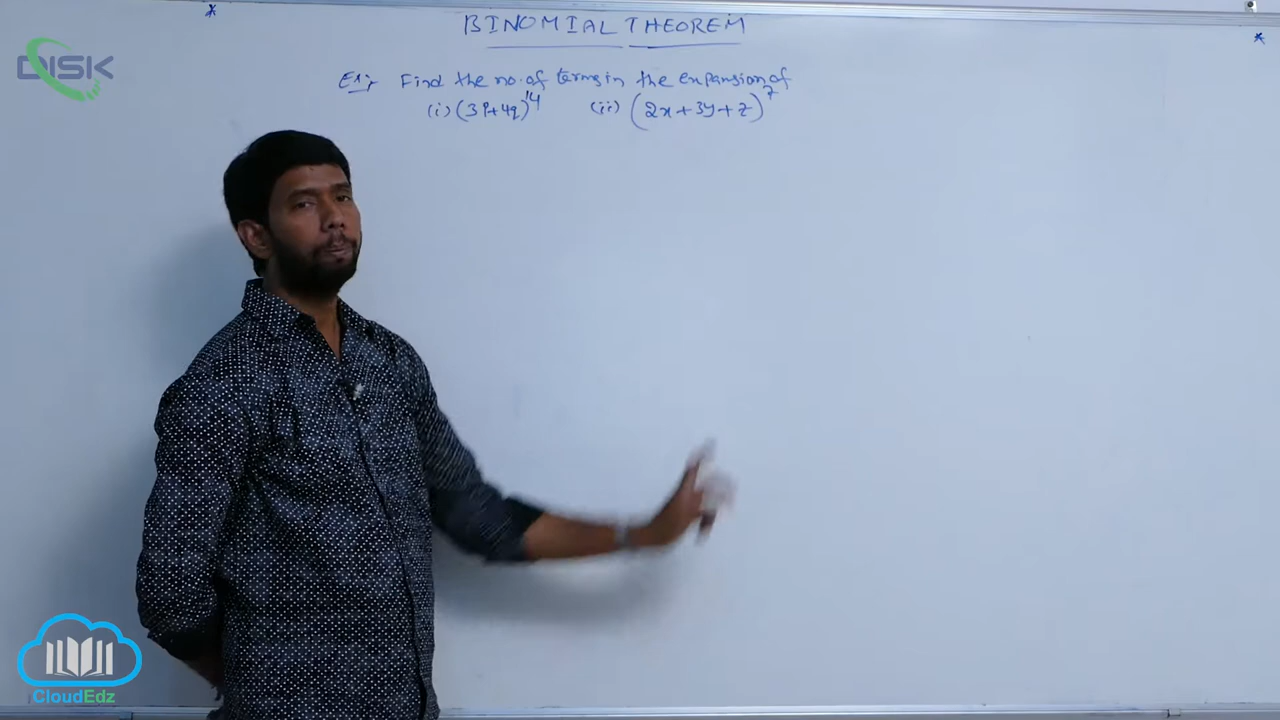 BINOMIAL THEOREM
DISK
Ex:- Find the no. of terms in the expansion of
(i) (3p+4q)^14 (ii) (2x+3y+z)^7
CloudEdz